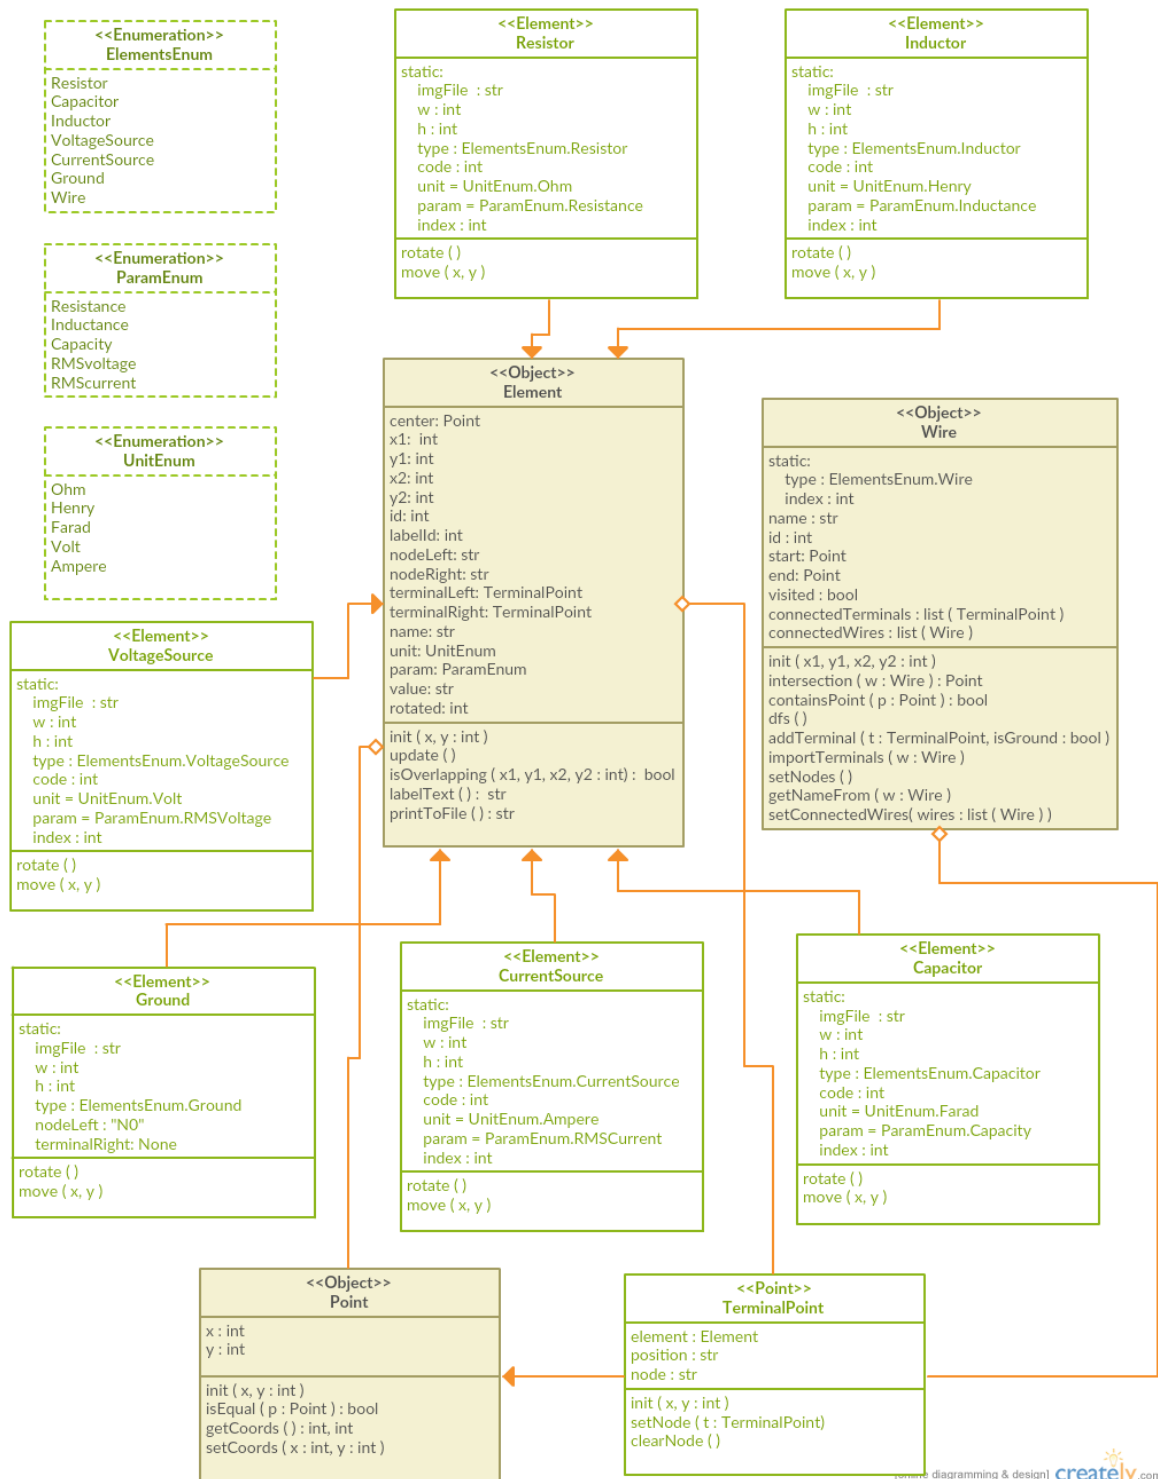 <<Enumeration>>
ElementsEnum
Resistor
Capacitor
Inductor
VoltageSource
CurrentSource
Ground
Wire
<<Element>>
Resistor
static:
imgFile : str
w : int
h : int
type : ElementsEnum.Resistor
code : int
unit = UnitEnum.Ohm
param = ParamEnum.Resistance
index : int
rotate ( )
move ( x, y )
<<Element>>
Inductor
static:
imgFile : str
w : int
h : int
type : ElementsEnum.Inductor
code : int
unit = UnitEnum.Henry
param = ParamEnum.Inductance
index : int
rotate ( )
move ( x, y )
<<Enumeration>>
ParamEnum
Resistance
Inductance
Capacity
RMSvoltage
RMScurrent
<<Enumeration>>
UnitEnum
Ohm
Henry
Farad
Volt
Ampere
<<Object>>
Element
center: Point
x1: int
y1: int
x2: int
y2: int
id: int
labelId: int
nodeLeft: str
nodeRight: str
terminalLeft: TerminalPoint
terminalRight: TerminalPoint
name: str
unit: UnitEnum
param: ParamEnum
value: str
rotated: int
init ( x, y : int )
update ( )
isOverlapping ( x1, y1, x2, y2 : int) : bool
labelText ( ) : str
printToFile ( ) : str
<<Object>>
Wire
static:
type : ElementsEnum.Wire
index : int
name : str
id : int
start: Point
end: Point
visited : bool
connectedTerminals : list ( TerminalPoint )
connectedWires : list ( Wire )
init ( x1, y1, x2, y2 : int )
intersection ( w : Wire ) : Point
containsPoint ( p : Point ) : bool
dfs ( )
addTerminal ( t : TerminalPoint, isGround : bool )
importTerminals ( w : Wire )
setNodes ( )
getNameFrom ( w : Wire )
setConnectedWires( wires : list ( Wire ) )
<<Element>>
VoltageSource
static:
imgFile : str
w : int
h : int
type : ElementsEnum.VoltageSource
code : int
unit = UnitEnum.Volt
param = ParamEnum.RMSVoltage
index : int
rotate ( )
move ( x, y )
<<Element>>
Ground
static:
imgFile : str
w : int
h : int
type : ElementsEnum.Ground
nodeLeft : "N0"
terminalRight: None
rotate ( )
move ( x, y )
<<Element>>
CurrentSource
static:
imgFile : str
w : int
h : int
type : ElementsEnum.CurrentSource
code : int
unit = UnitEnum.Ampere
param = ParamEnum.RMSCurrent
index : int
rotate ( )
move ( x, y )
<<Element>>
Capacitor
static:
imgFile : str
w : int
h : int
type : ElementsEnum.Capacitor
code : int
unit = UnitEnum.Farad
param = ParamEnum.Capacity
index : int
rotate ( )
move ( x, y )
<<Object>>
Point
x : int
y : int
init ( x, y : int )
isEqual ( p : Point ) : bool
getCoords ( ) : int, int
setCoords ( x : int, y : int )
<<Point>>
TerminalPoint
element : Element
position : str
node : str
init ( x, y : int )
setNode ( t : TerminalPoint)
clearNode ( )
[online diagramming & design] creately.com